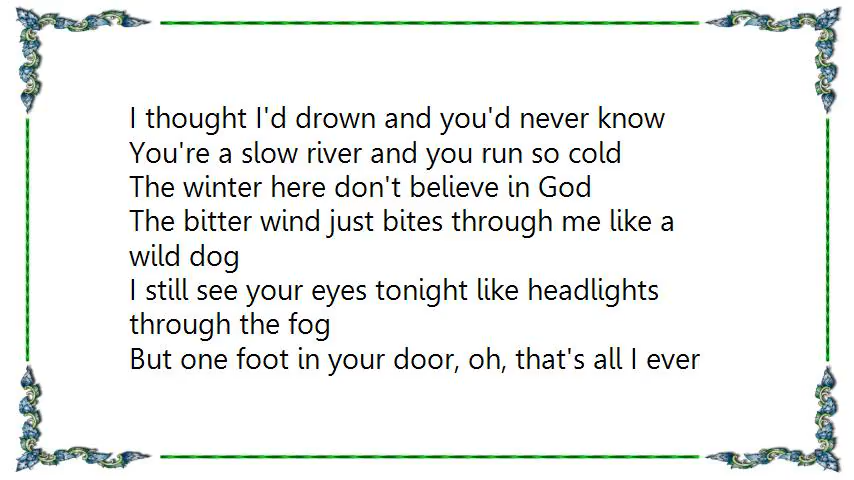 I thought I'd drown and you'd never know
You're a slow river and you run so cold
The winter here don't believe in God
The bitter wind just bites through me like a
wild dog
I still see your eyes tonight like headlights
through the fog
But one foot in your door, oh, that's all I ever